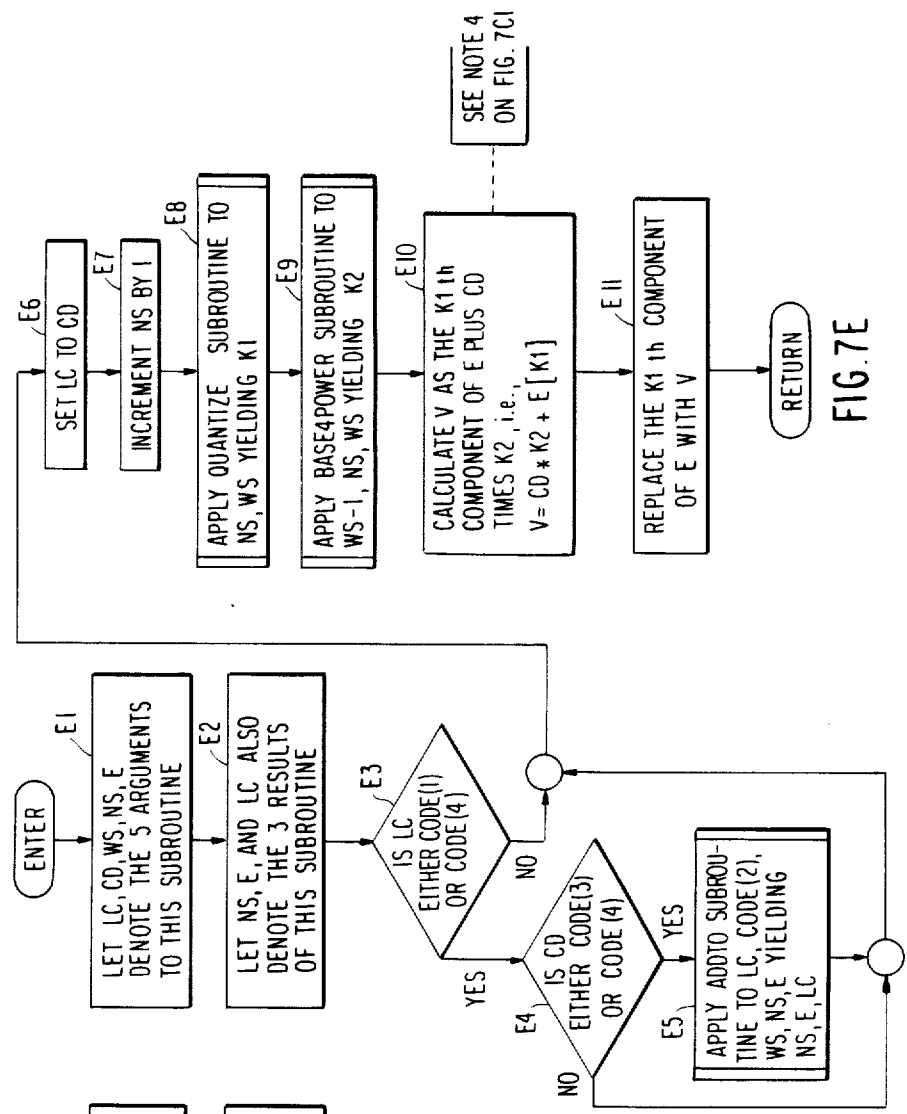 ENTER
E1
LET LC, CD, WS, NS, E
DENOTE THE 5 ARGUMENTS
TO THIS SUBROUTINE
E2
LET NS, E, AND LC ALSO
DENOTE THE 3 RESULTS
OF THIS SUBROUTINE
E3
IS LC
EITHER CODE(1)
OR CODE(4)
NO
YES
E4
IS CD
EITHER CODE(3)
OR CODE(4)
NO
YES
E5
APPLY ADDTO SUBROU-
TINE TO LC, CODE(2),
WS, NS, E YIELDING
NS, E, LC
E6
SET LC TO CD
E7
INCREMENT NS BY 1
E8
APPLY QUANTIZE SUBROUTINE TO
NS, WS YIELDING K1
E9
APPLY BASE4POWER SUBROUTINE TO
WS-1, NS, WS YIELDING K2
E10
CALCULATE V AS THE K1th
COMPONENT OF E PLUS CD
TIMES K2, i.e.,
V = CD * K2 + E[K1]
SEE NOTE 4
ON FIG. 7C1
E11
REPLACE THE K1th COMPONENT
OF E WITH V
RETURN
FIG.7E